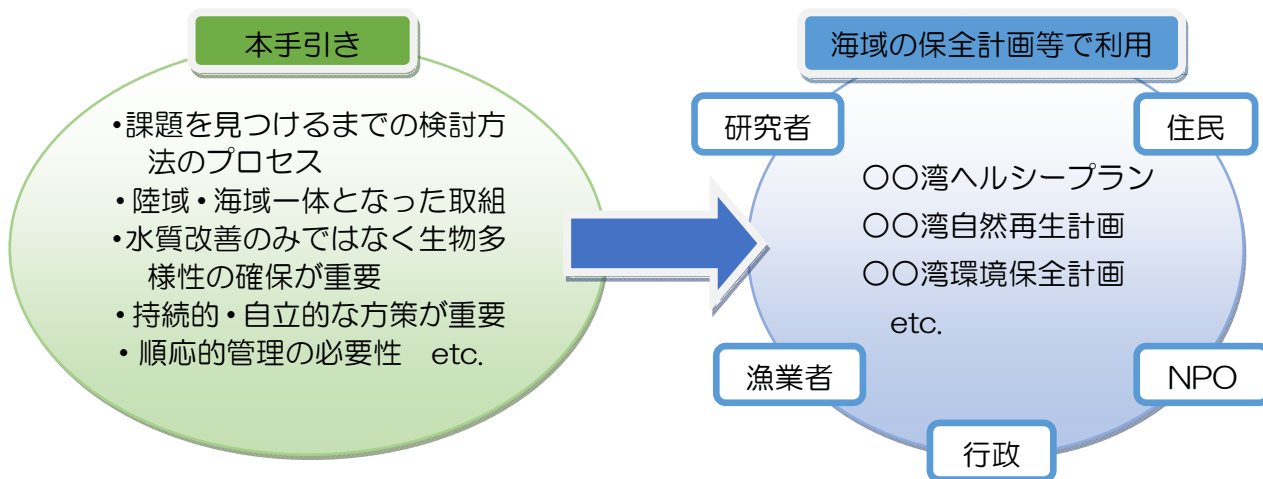 本手引き
・課題を見つけるまでの検討方
法のプロセス
・陸域・海域一体となった取組
・水質改善のみではなく生物多
様性の確保が重要
・持続的・自立的な方策が重要
・順応的管理の必要性　etc.
海域の保全計画等で利用
研究者
住民
〇〇湾ヘルシープラン
〇〇湾自然再生計画
〇〇湾環境保全計画
etc.
漁業者
NPO
行政